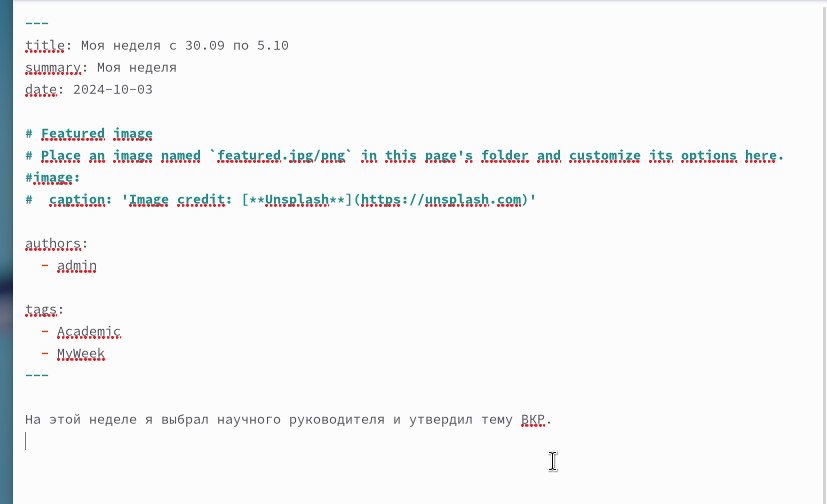 ---
title: Моя неделя с 30.09 по 5.10
summary: Моя неделя
date: 2024-10-03
# Featured image
# Place an image named `featured.jpg/png` in this page's folder and customize its options here.
#image:
#  caption: 'Image credit: [**Unsplash**](https://unsplash.com)'
authors:
  - admin
tags:
  - Academic
  - MyWeek
---
На этой неделе я выбрал научного руководителя и утвердил тему ВКР.